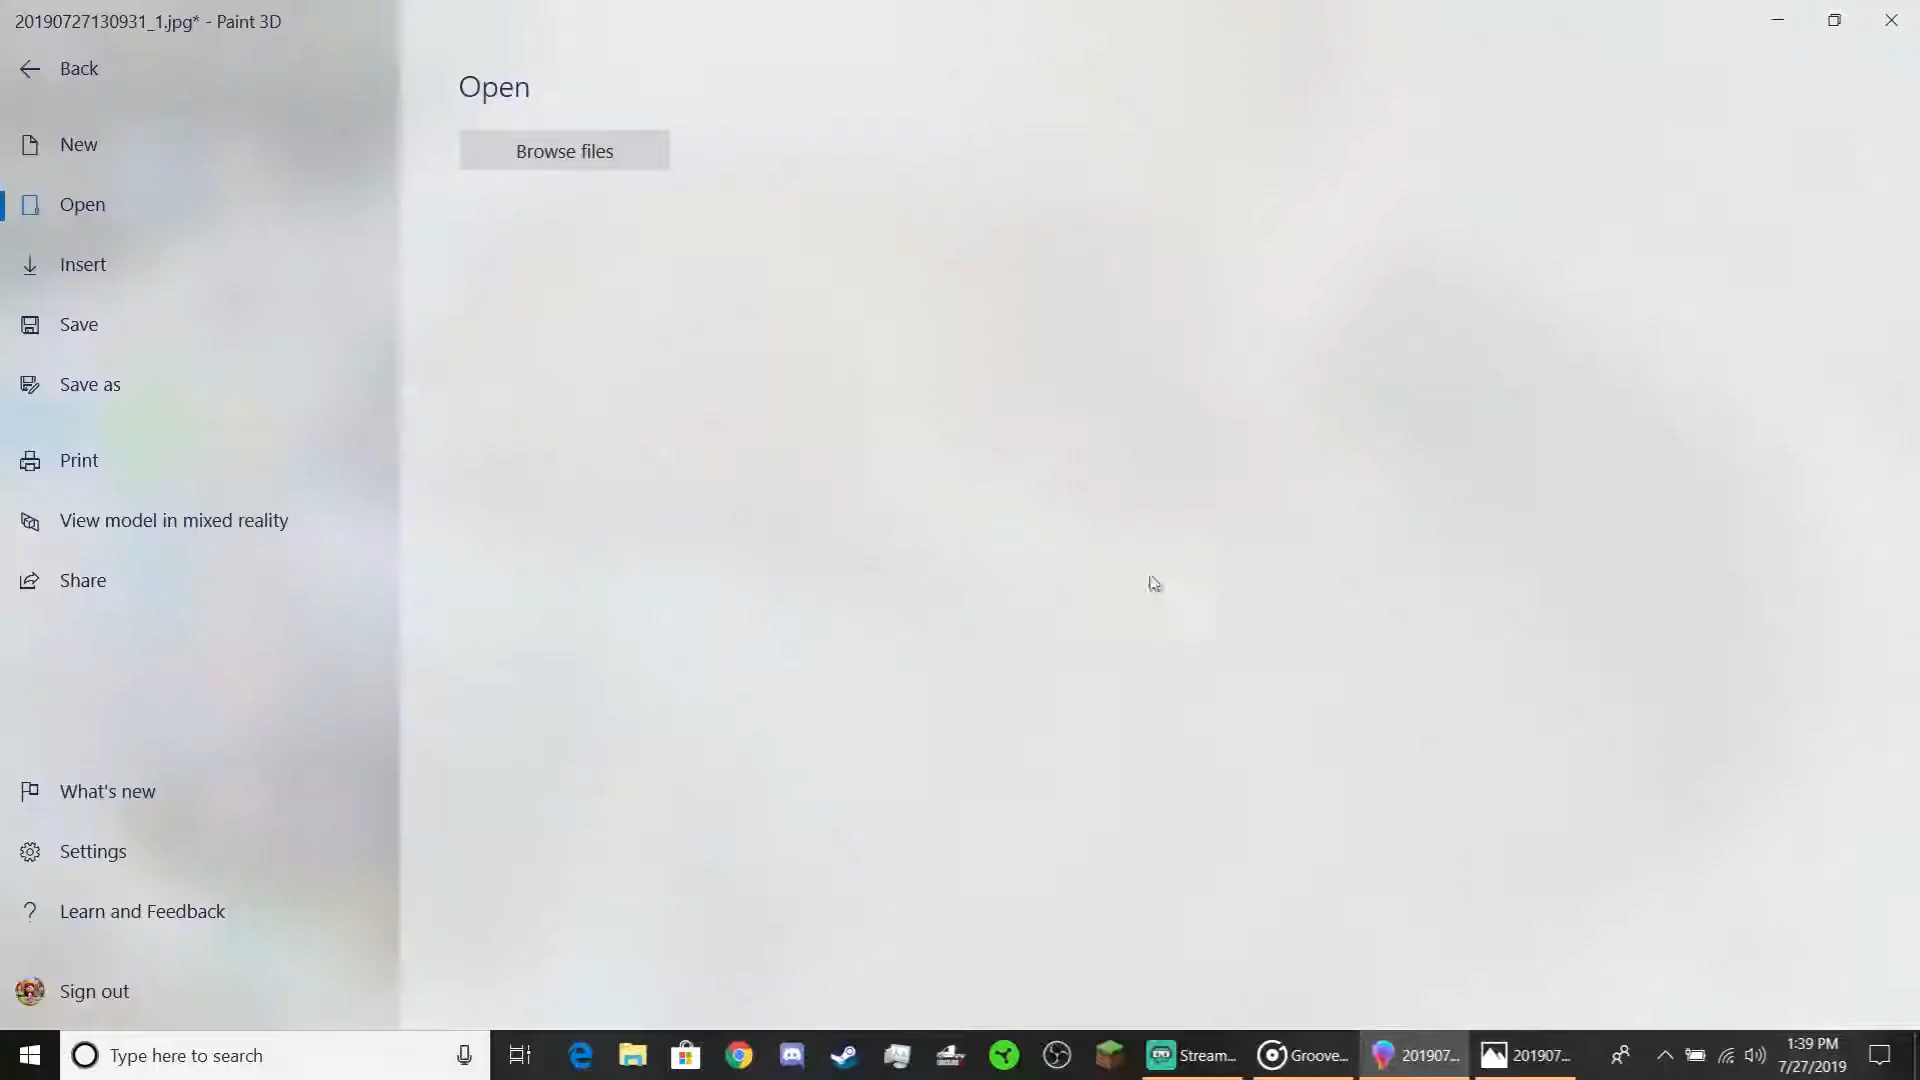 20190727130931_1.jpg* - Paint 3D
Back
New
Open
Insert
Save
Save as
Print
View model in mixed reality
Share
What's new
Settings
Learn and Feedback
Sign out
Open
Browse files
Type here to search
Stream...
Groove...
201907...
201907...
1:39 PM
7/27/2019